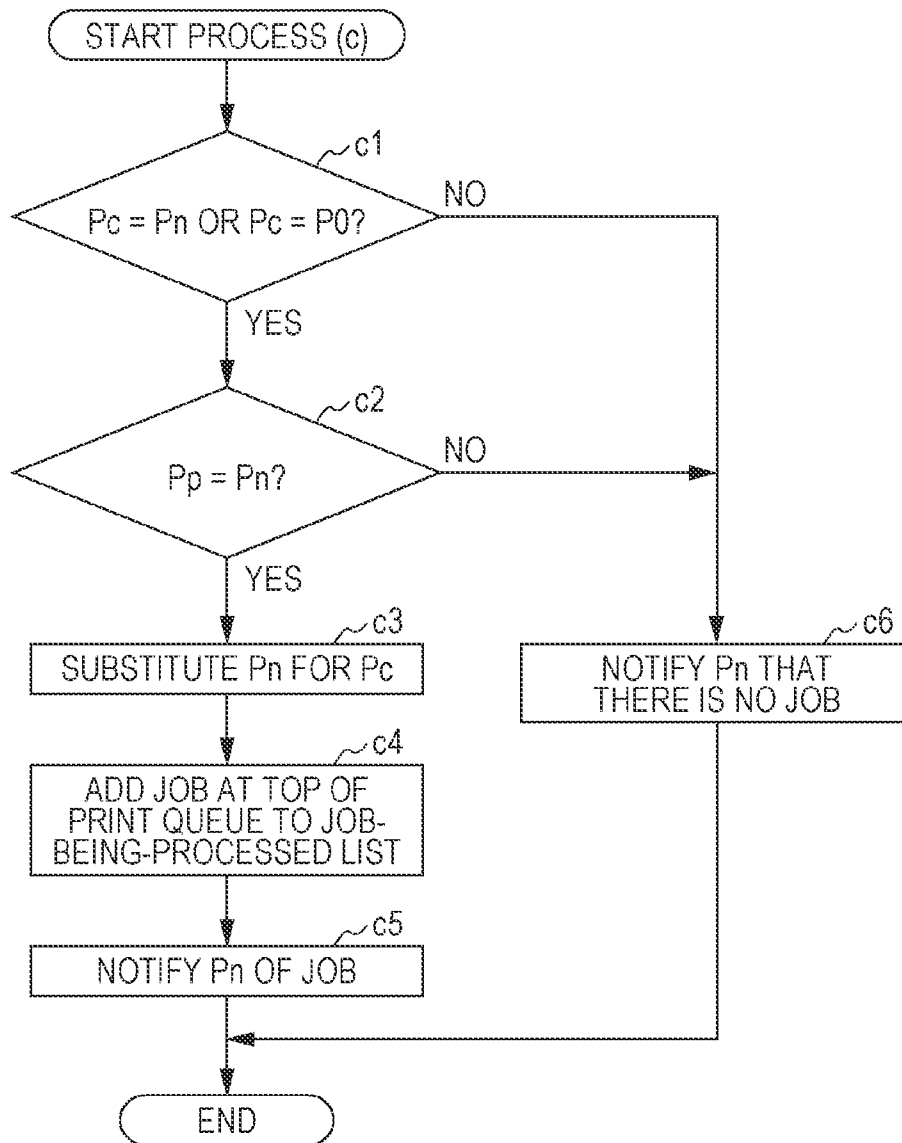 START PROCESS (c)
c1
Pc = Pn OR Pc = P0?
NO
YES
c2
Pp = Pn?
NO
YES
c3
SUBSTITUTE Pn FOR Pc
c6
NOTIFY Pn THAT
THERE IS NO JOB
c4
ADD JOB AT TOP OF
PRINT QUEUE TO JOB-
BEING-PROCESSED LIST
c5
NOTIFY Pn OF JOB
END